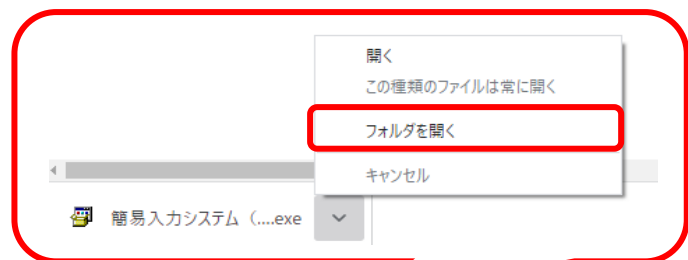 開く
この種類のファイルは常に開く
フォルダを開く
キャンセル
簡易入力システム（....exe